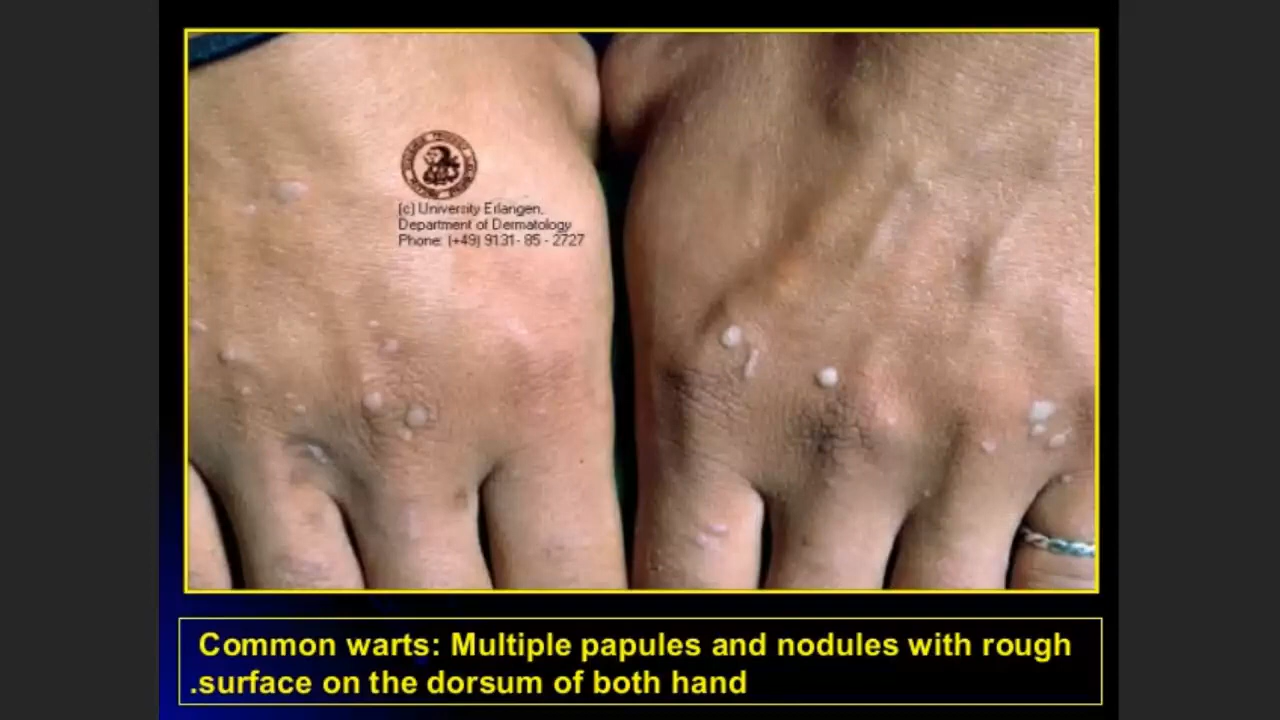 (c) University Erlangen,
Department of Dermatology
Phone: (+49) 9131- 85 - 2727
Common warts: Multiple papules and nodules with rough
.surface on the dorsum of both hand